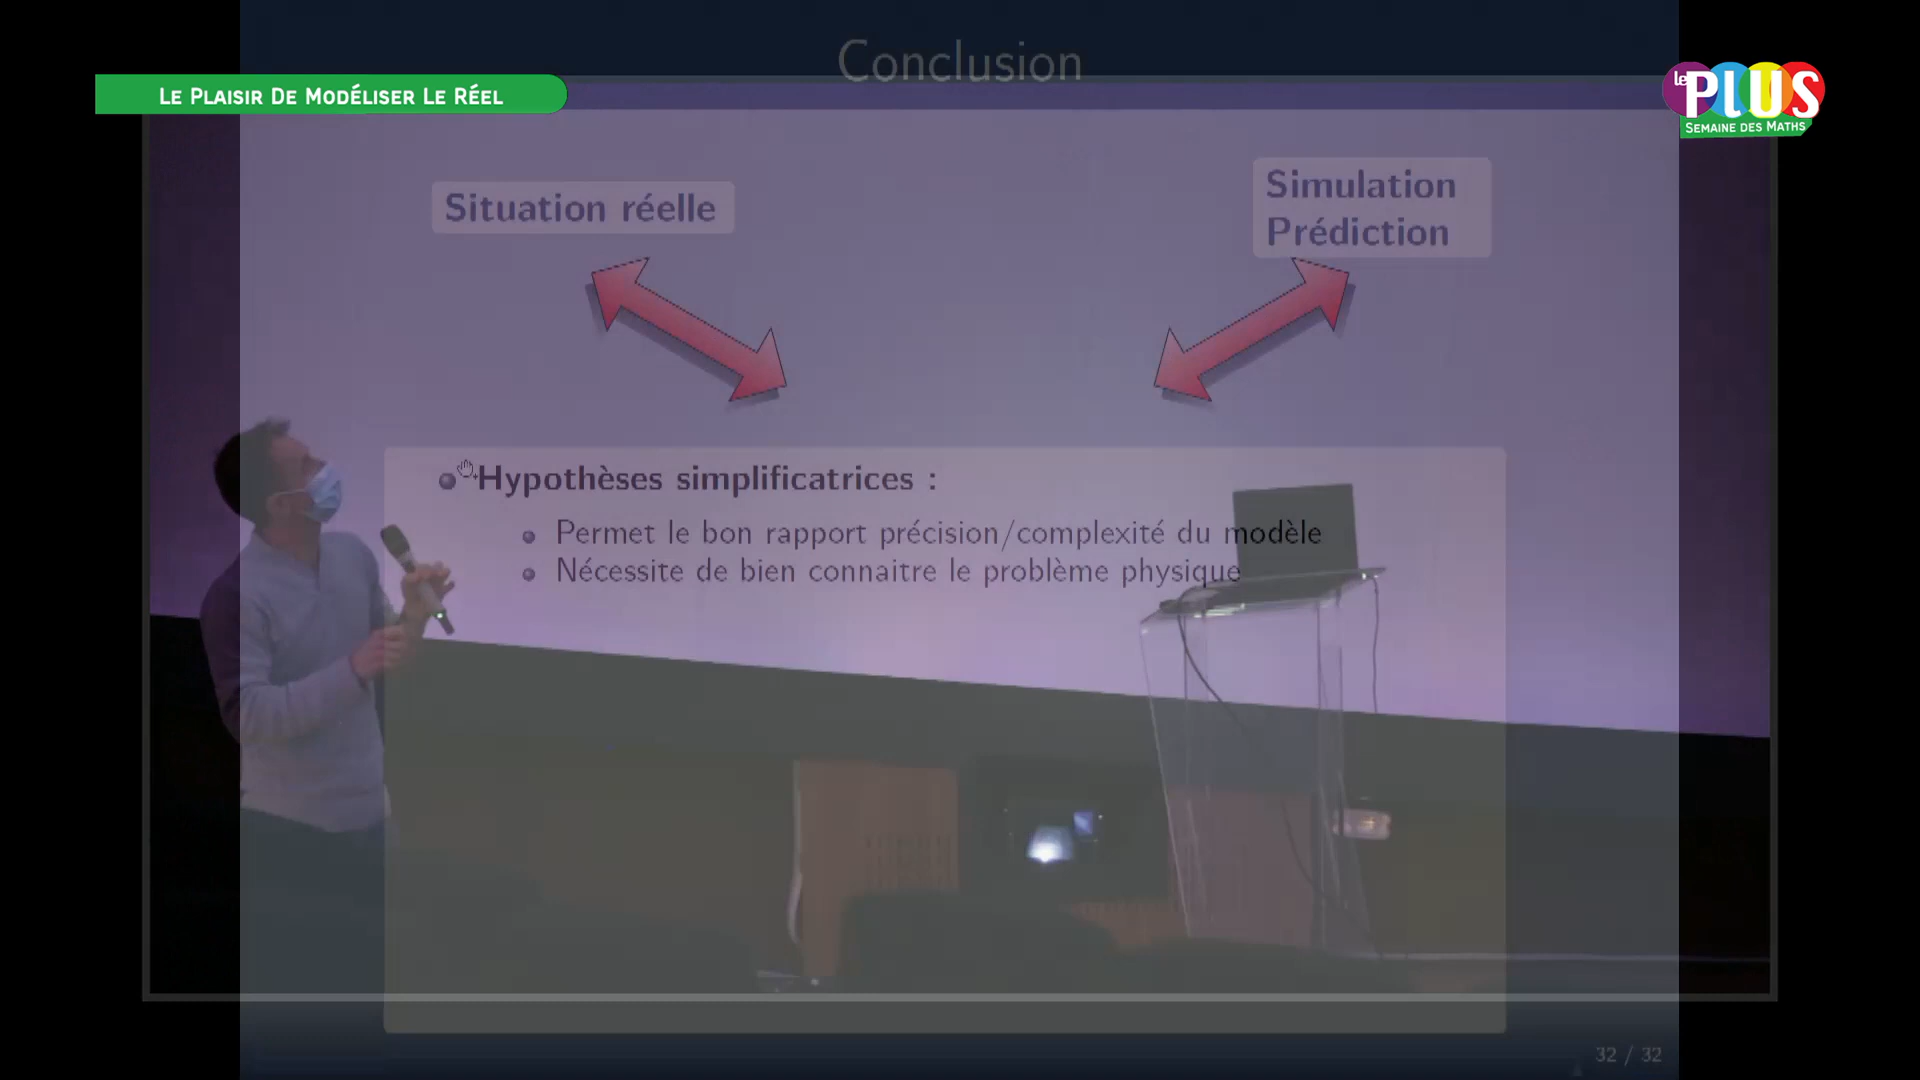 Conclusion
LE PLAISIR DE MODÉLISER LE RÉEL
le PLUS
SEMAINE DES MATHS
Situation réelle
Simulation
Prédiction
Hypothèses simplificatrices :
Permet le bon rapport précision/complexité du modèle
Nécessite de bien connaitre le problème physique
32 / 32